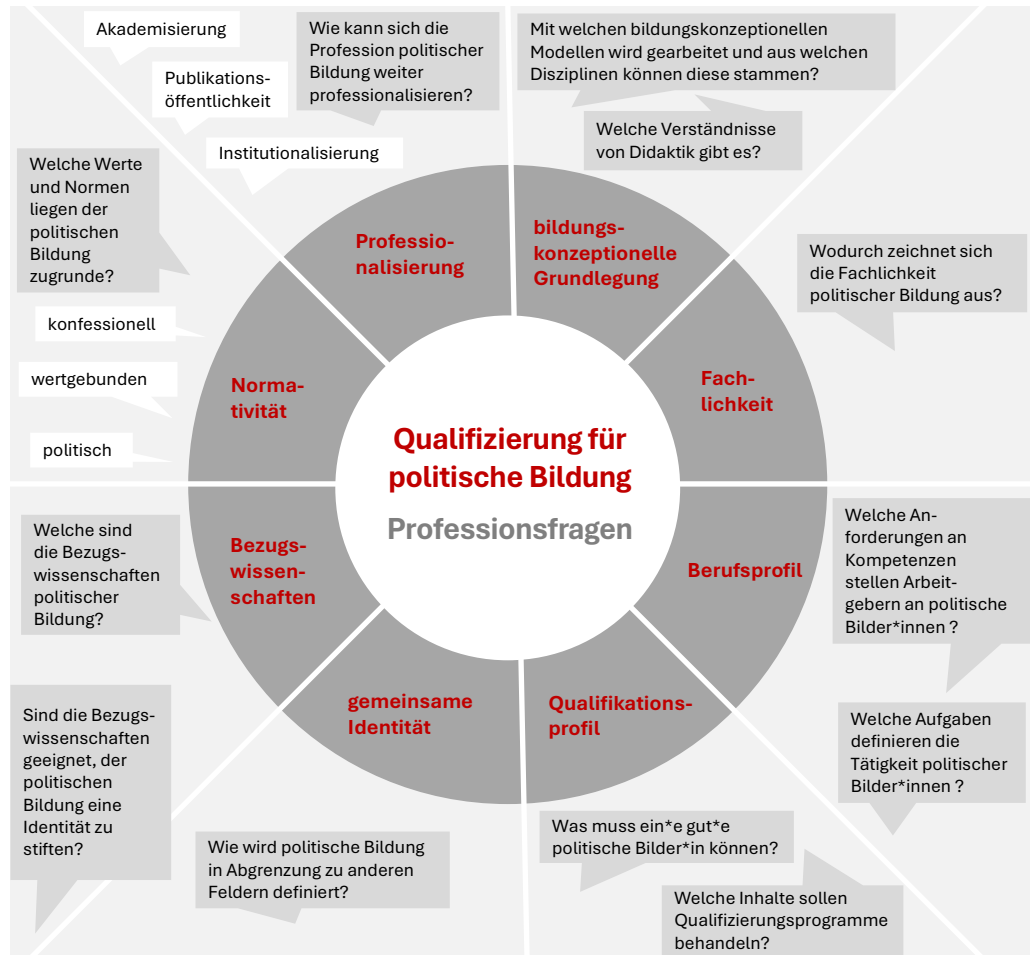 Akademisierung
Publikations-
öffentlichkeit
Institutionalisierung
Wie kann sich die
Profession politischer
Bildung weiter
professionalisieren?
Mit welchen bildungskonzeptionellen
Modellen wird gearbeitet und aus welchen
Disziplinen können diese stammen?
Welche Verständnisse
von Didaktik gibt es?
Welche Werte
und Normen
liegen der
politischen
Bildung
zugrunde?
konfessionell
wertgebunden
politisch
Professio-
nalisierung
bildungs-
konzeptionelle
Grundlegung
Wodurch zeichnet sich
die Fachlichkeit
politischer Bildung aus?
Norma-
tivität
Fach-
lichkeit
Qualifizierung für
politische Bildung
Professionsfragen
Welche sind
die Bezugs-
wissenschaften
politischer
Bildung?
Bezugs-
wissen-
schaften
Berufsprofil
Welche An-
forderungen an
Kompetenzen
stellen Arbeit-
gebern an politische
Bilder*innen ?
gemeinsame
Identität
Qualifikations-
profil
Sind die Bezugs-
wissenschaften
geeignet, der
politischen
Bildung eine
Identität zu
stiften?
Welche Aufgaben
definieren die
Tätigkeit politischer
Bilder*innen ?
Wie wird politische Bildung
in Abgrenzung zu anderen
Feldern definiert?
Was muss ein*e gut*e
politische Bilder*in können?
Welche Inhalte sollen
Qualifizierungsprogramme
behandeln?